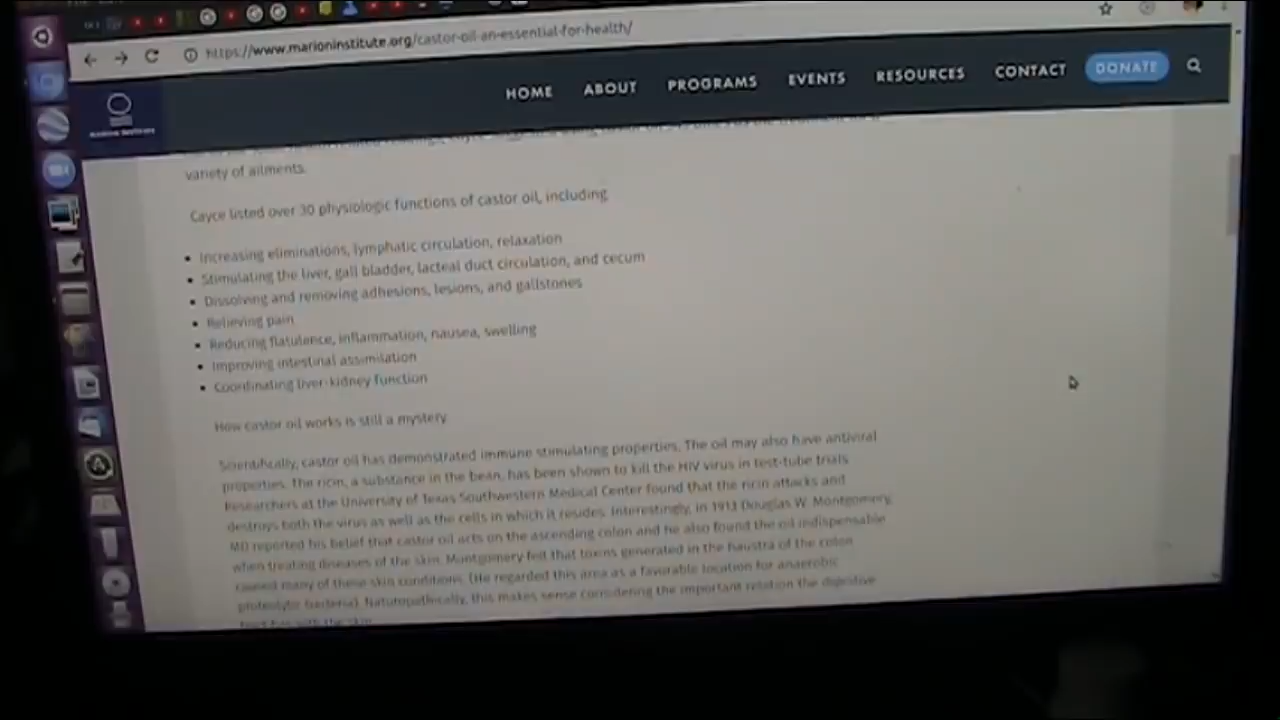 https://www.marioninstitute.org/castor-oil-an-essential-for-health/
HOME ABOUT PROGRAMS EVENTS RESOURCES CONTACT DONATE
variety of ailments.
Cayce listed over 30 physiologic functions of castor oil, including
• Increasing eliminations, lymphatic circulation, relaxation
• Stimulating the liver, gall bladder, lacteal duct circulation, and cecum
• Dissolving and removing adhesions, lesions, and gallstones
• Relieving pain
• Reducing flatulence, inflammation, nausea, swelling
• Improving intestinal assimilation
• Coordinating liver-kidney function
How castor oil works is still a mystery
Scientifically, castor oil has demonstrated immune stimulating properties. The oil may also have antiviral
properties. The ricin, a substance in the bean, has been shown to kill the HIV virus in test-tube trials.
Researchers at the University of Texas Southwestern Medical Center found that the ricin attacks and
destroys both the virus as well as the cells in which it resides. Interestingly, in 1913 Douglas W. Montgomery,
MD reported his belief that castor oil acts on the ascending colon and he also found the oil indispensable
when treating diseases of the skin. Montgomery felt that toxins generated in the haustra of the colon
caused many of these skin conditions. (He regarded this area as a favorable location for anaerobic
proteolytic bacteria). Naturopathically, this makes sense considering the important relation the digestive
tract has with the skin.